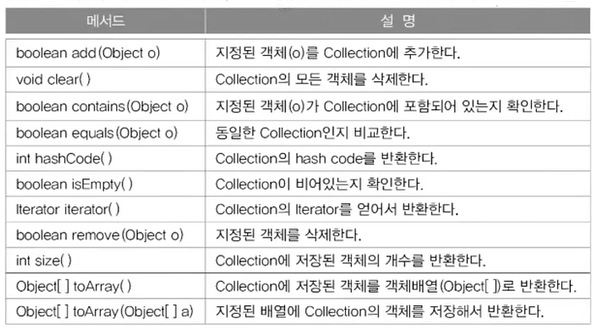 메서드 설 명
boolean add(Object o) 지정된 객체(o)를 Collection에 추가한다.
void clear( ) Collection의 모든 객체를 삭제한다.
boolean contains(Object o) 지정된 객체(o)가 Collection에 포함되어 있는지 확인한다.
boolean equals(Object o) 동일한 Collection인지 비교한다.
int hashCode( ) Collection의 hash code를 반환한다.
boolean isEmpty( ) Collection이 비어있는지 확인한다.
Iterator iterator( ) Collection의 Iterator를 얻어서 반환한다.
boolean remove(Object o) 지정된 객체를 삭제한다.
int size( ) Collection에 저장된 객체의 개수를 반환한다.
Object[ ] toArray( ) Collection에 저장된 객체를 객체배열(Object[ ])로 반환한다.
Object[ ] toArray(Object[ ] a) 지정된 배열에 Collection의 객체를 저장해서 반환한다.